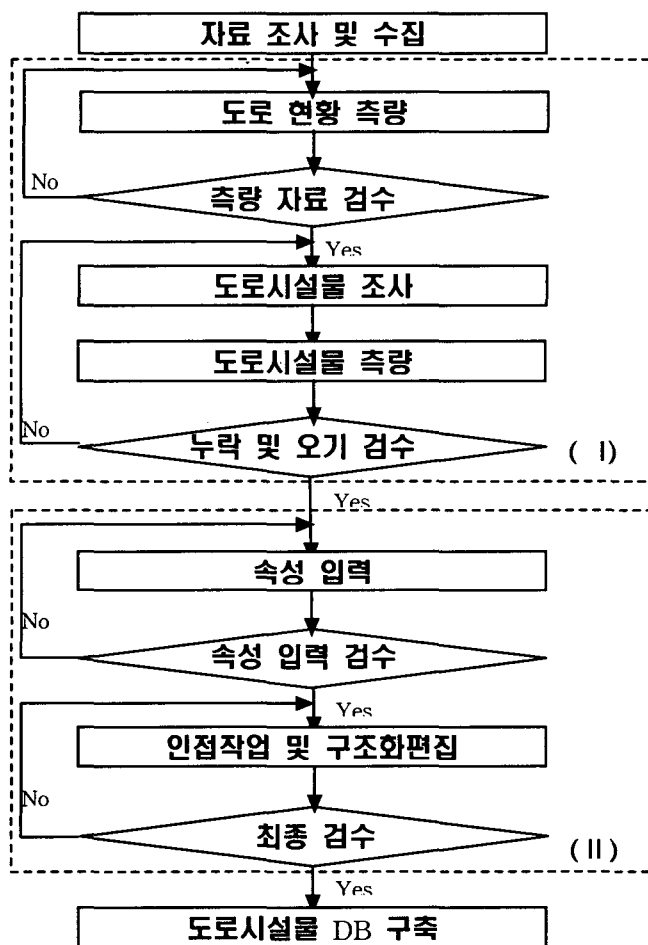 자료 조사 및 수집
도로 현황 측량
No
측량 자료 검수
Yes
도로시설물 조사
도로시설물 측량
No
누락 및 오기 검수
( I)
Yes
속성 입력
No
속성 입력 검수
Yes
인접작업 및 구조화편집
No
최종 검수
(II)
Yes
도로시설물 DB 구축